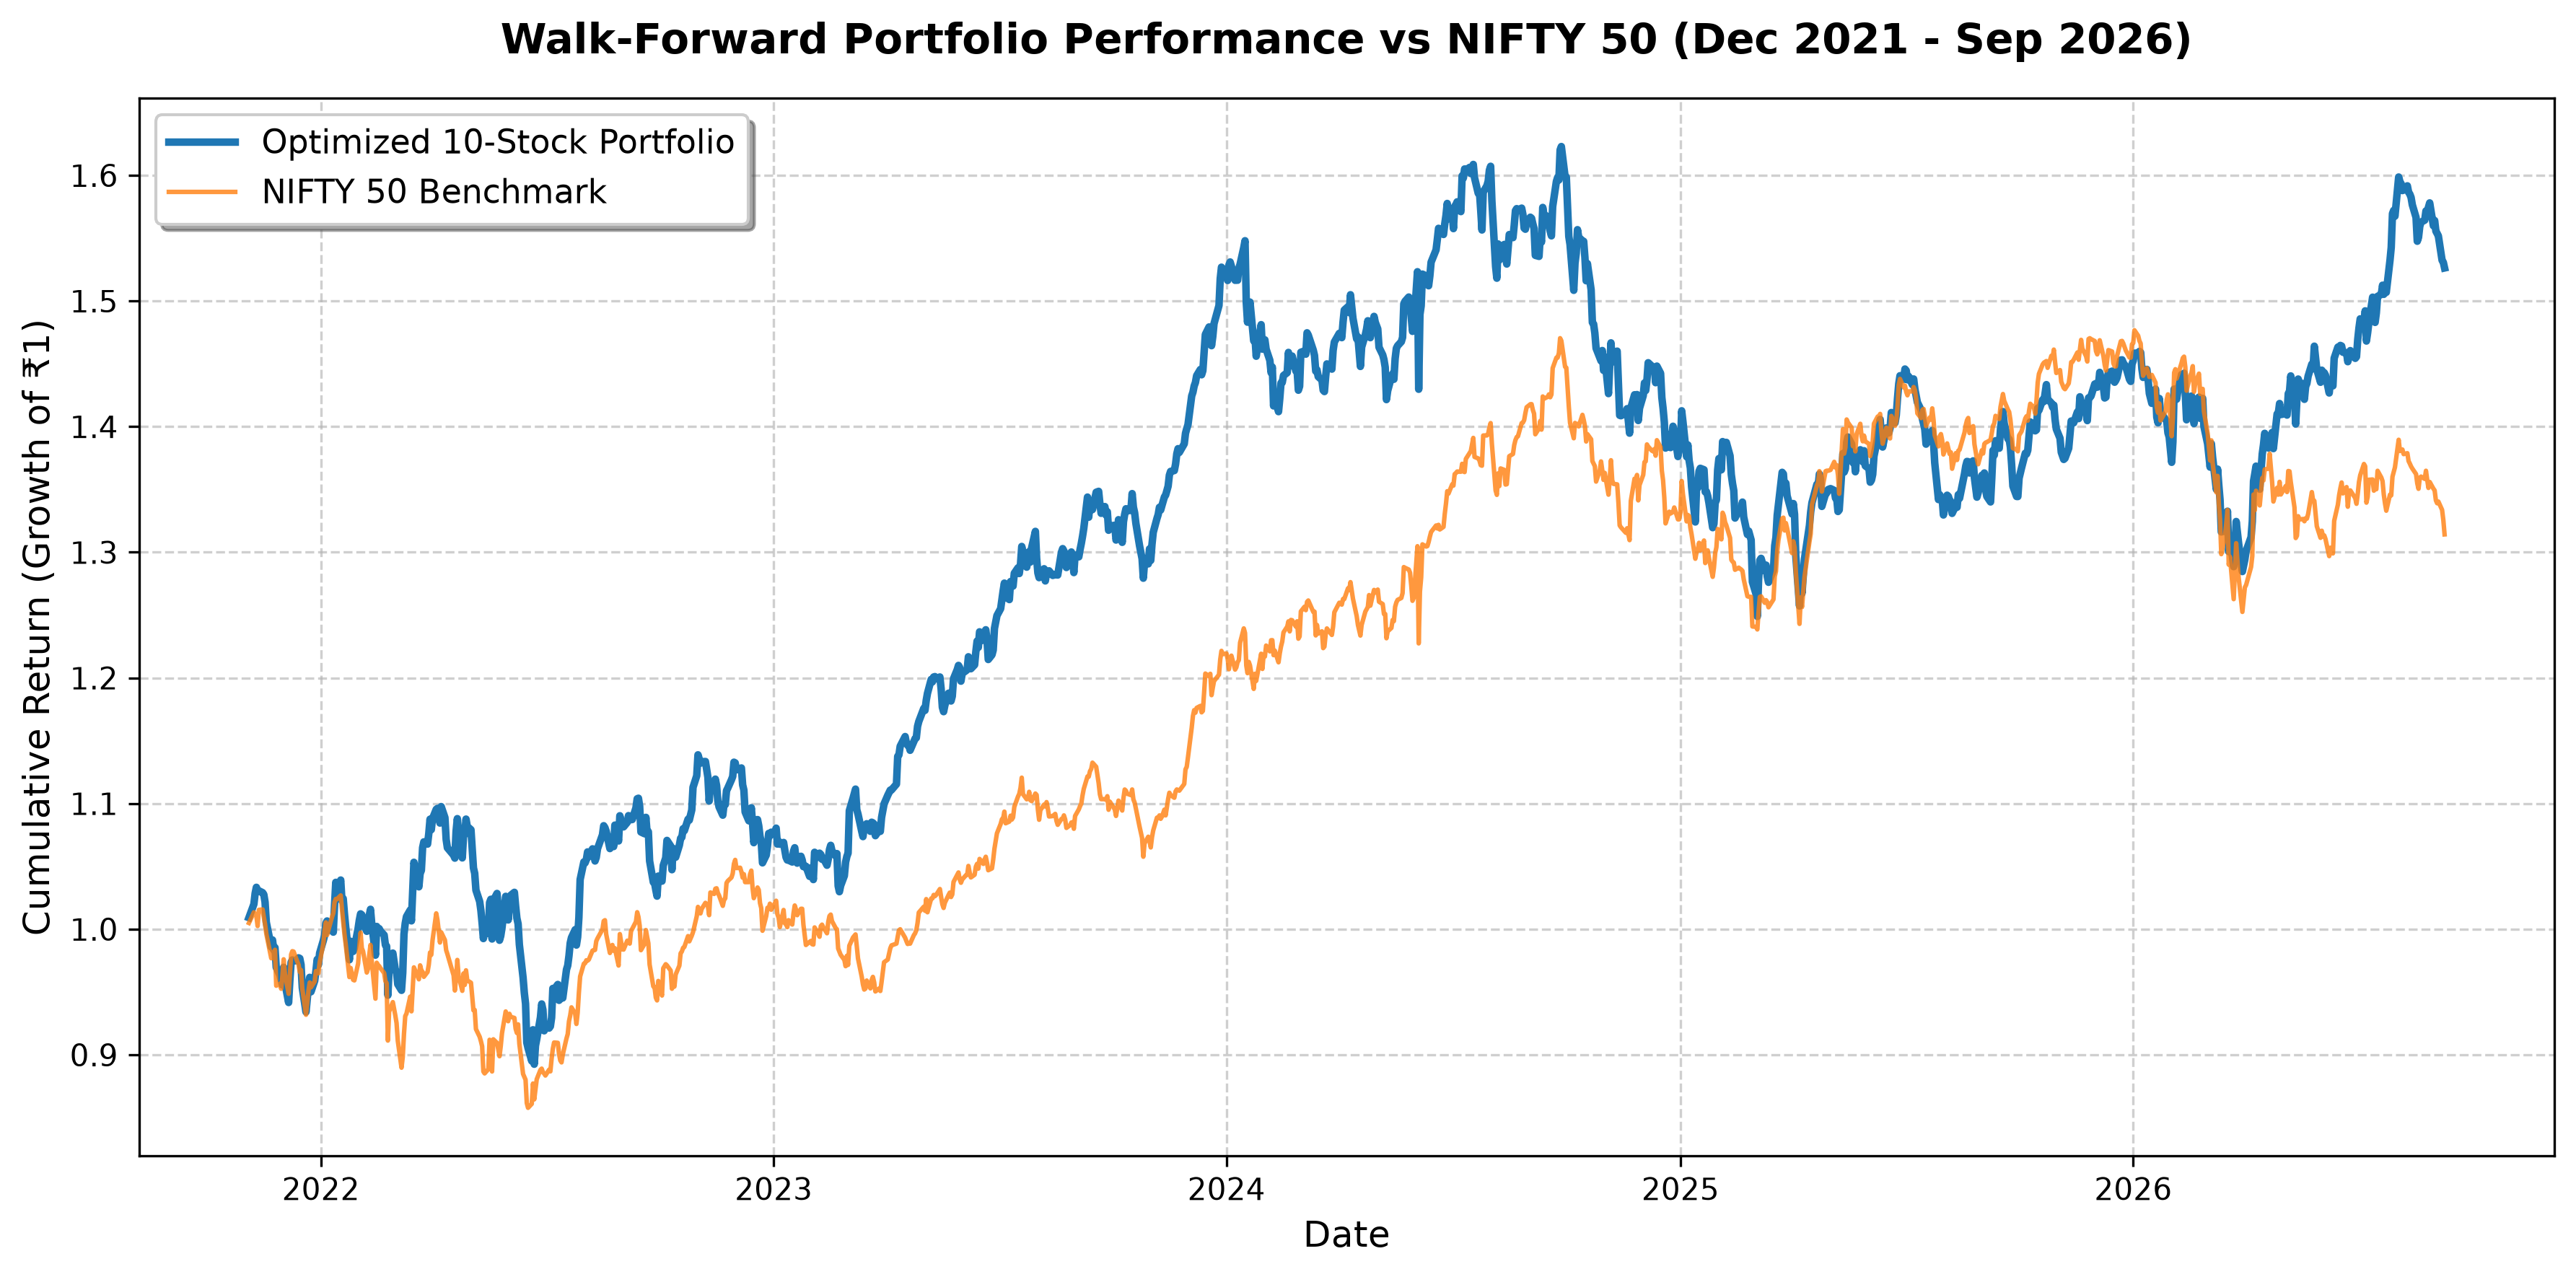 Walk-Forward Portfolio Performance vs NIFTY 50 (Dec 2021 - Sep 2026)
Optimized 10-Stock Portfolio
NIFTY 50 Benchmark
Cumulative Return (Growth of ₹1)
1.6
1.5
1.4
1.3
1.2
1.1
1.0
0.9
2022 2023 2024 2025 2026
Date